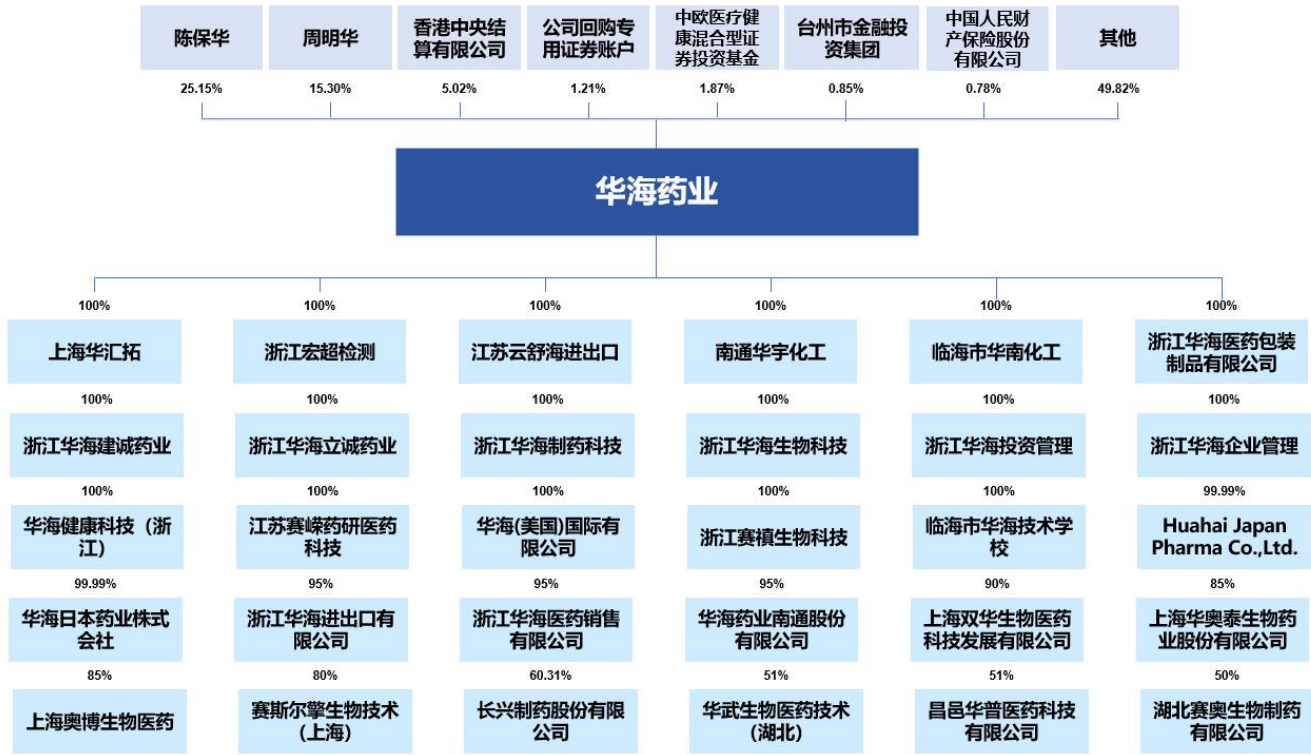 陈保华
周明华
香港中央结
算有限公司
公司回购专
用证券账户
中欧医疗健
康混合型证
券投资基金
台州市金融投
资集团
中国人民财
产保险股份
有限公司
其他
25.15%
15.30%
5.02%
1.21%
1.87%
0.85%
0.78%
49.82%
华海药业
100%
100%
100%
100%
100%
100%
上海华汇拓
浙江宏超检测
江苏云舒海进出口
南通华宇化工
临海市华南化工
浙江华海医药包装
制品有限公司
100%
100%
100%
100%
100%
100%
浙江华海建诚药业
浙江华海立诚药业
浙江华海制药科技
浙江华海生物科技
浙江华海投资管理
浙江华海企业管理
100%
100%
100%
100%
100%
99.99%
华海健康科技（浙
江）
江苏赛嵘药研医药
科技
华海(美国)国际有
限公司
浙江赛禛生物科技
临海市华海技术学
校
Huahai Japan
Pharma Co.,Ltd.
99.99%
95%
95%
95%
90%
85%
华海日本药业株式
会社
浙江华海进出口有
限公司
浙江华海医药销售
有限公司
华海药业南通股份
有限公司
上海双华生物医药
科技发展有限公司
上海华奥泰生物药
业股份有限公司
85%
80%
60.31%
51%
51%
50%
上海奥博生物医药
赛斯尔擎生物技术
（上海）
长兴制药股份有限
公司
华武生物医药技术
（湖北）
昌邑华普医药科技
有限公司
湖北赛奥生物制药
有限公司